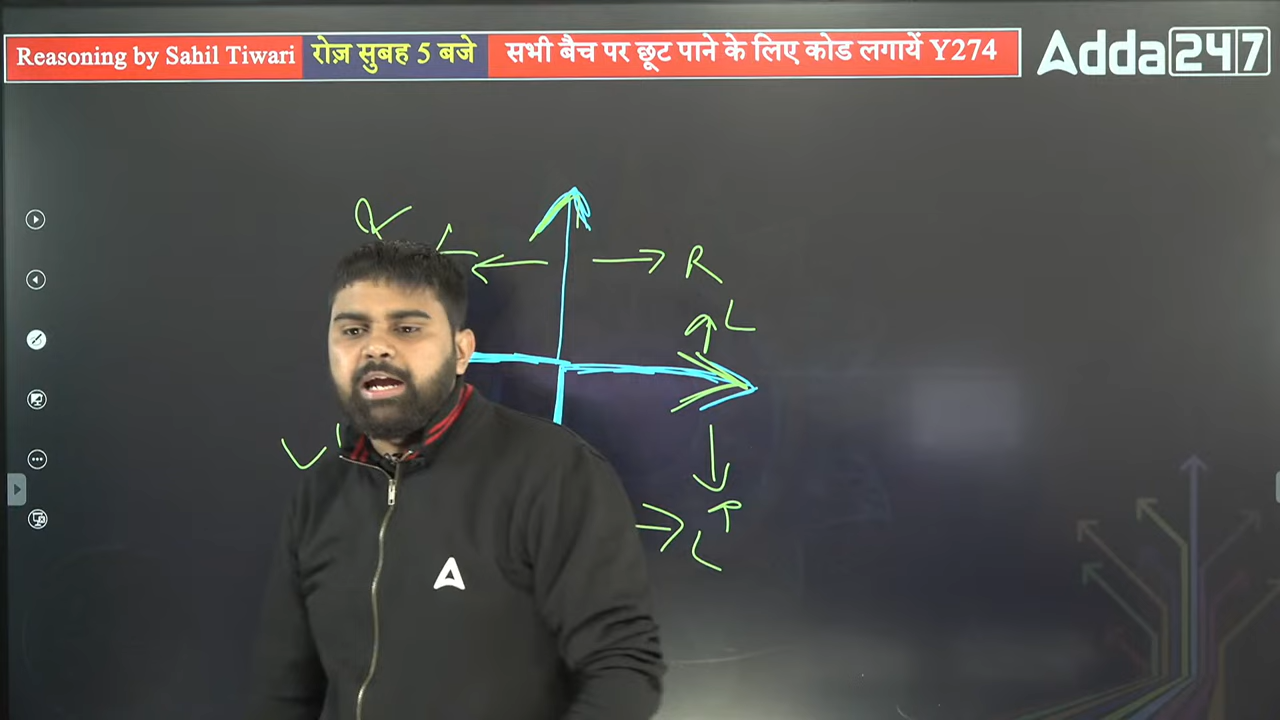 Reasoning by Sahil Tiwari रोज़ सुबह 5 बजे सभी बैच पर छूट पाने के लिए कोड लगायें Y274 Adda247
R
L
L